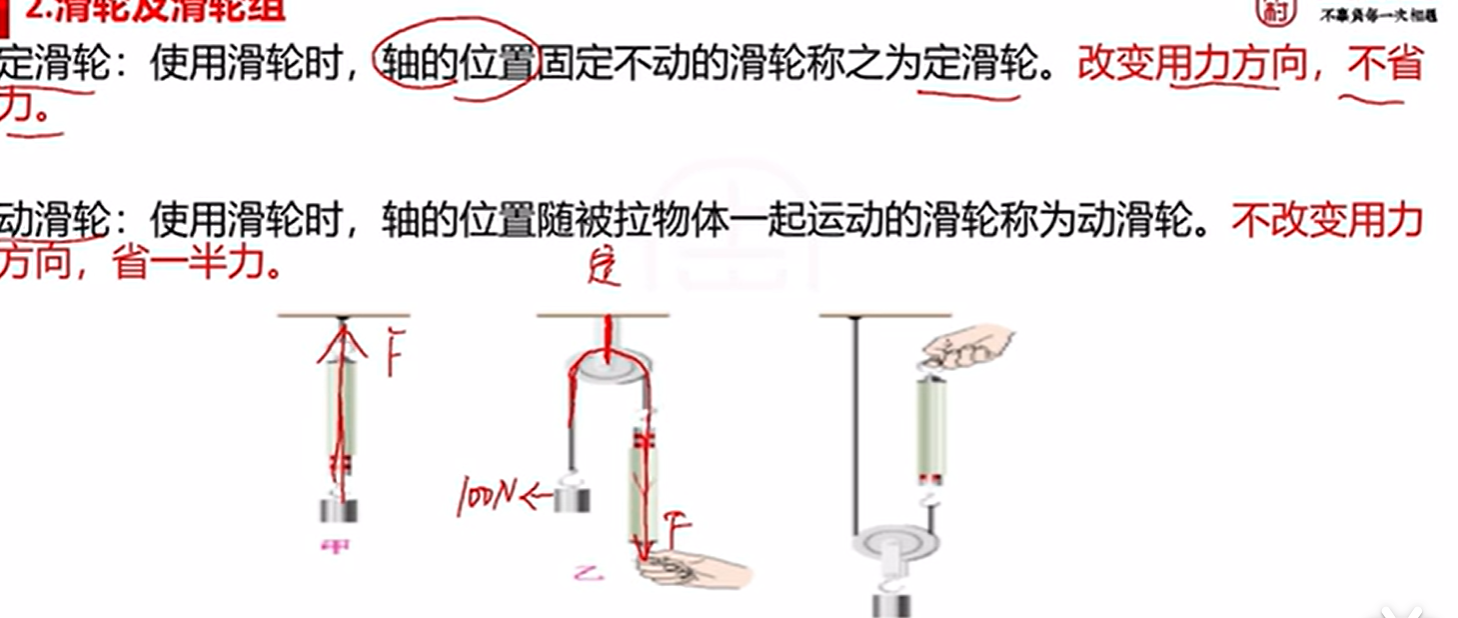 2.滑轮及滑轮组
不辜负每一次相遇
定滑轮：使用滑轮时，轴的位置固定不动的滑轮称之为定滑轮。改变用力方向，不省
力。
动滑轮：使用滑轮时，轴的位置随被拉物体一起运动的滑轮称为动滑轮。不改变用力
方向，省一半力。
定
F
100N
F
甲
乙